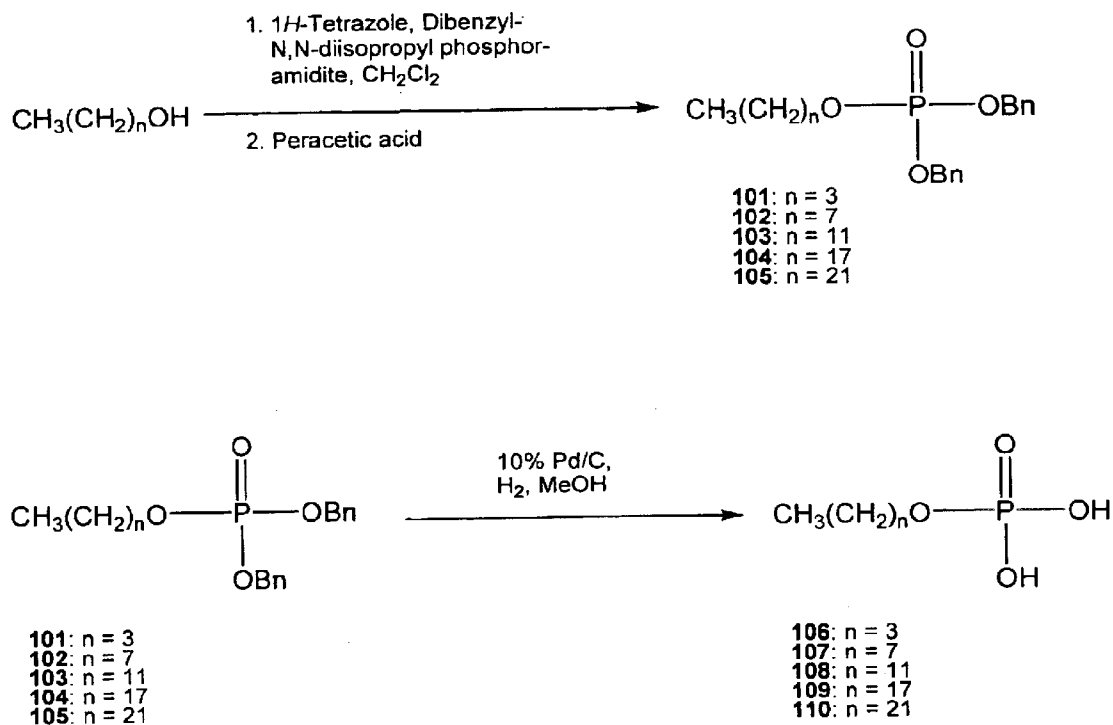 1. 1H-Tetrazole, Dibenzyl-
N,N-diisopropyl phosphor-
amidite, CH2Cl2
CH3(CH2)nOH
2. Peracetic acid
O
CH3(CH2)nO P OBn
OBn
101: n = 3
102: n = 7
103: n = 11
104: n = 17
105: n = 21
O
CH3(CH2)nO P OBn
OBn
10% Pd/C,
H2, MeOH
O
CH3(CH2)nO P OH
OH
101: n = 3
102: n = 7
103: n = 11
104: n = 17
105: n = 21
106: n = 3
107: n = 7
108: n = 11
109: n = 17
110: n = 21